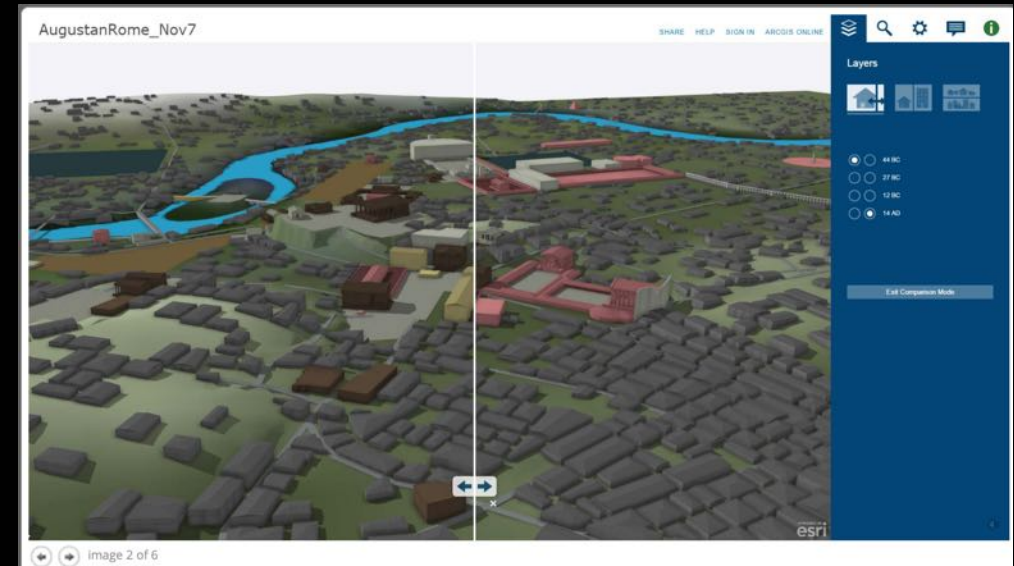 AugustanRome_Nov7
SHARE HELP SIGN IN ARCGIS ONLINE
Layers
44 BC
27 BC
12 BC
14 AD
Exit Comparison Mode
esri
image 2 of 6